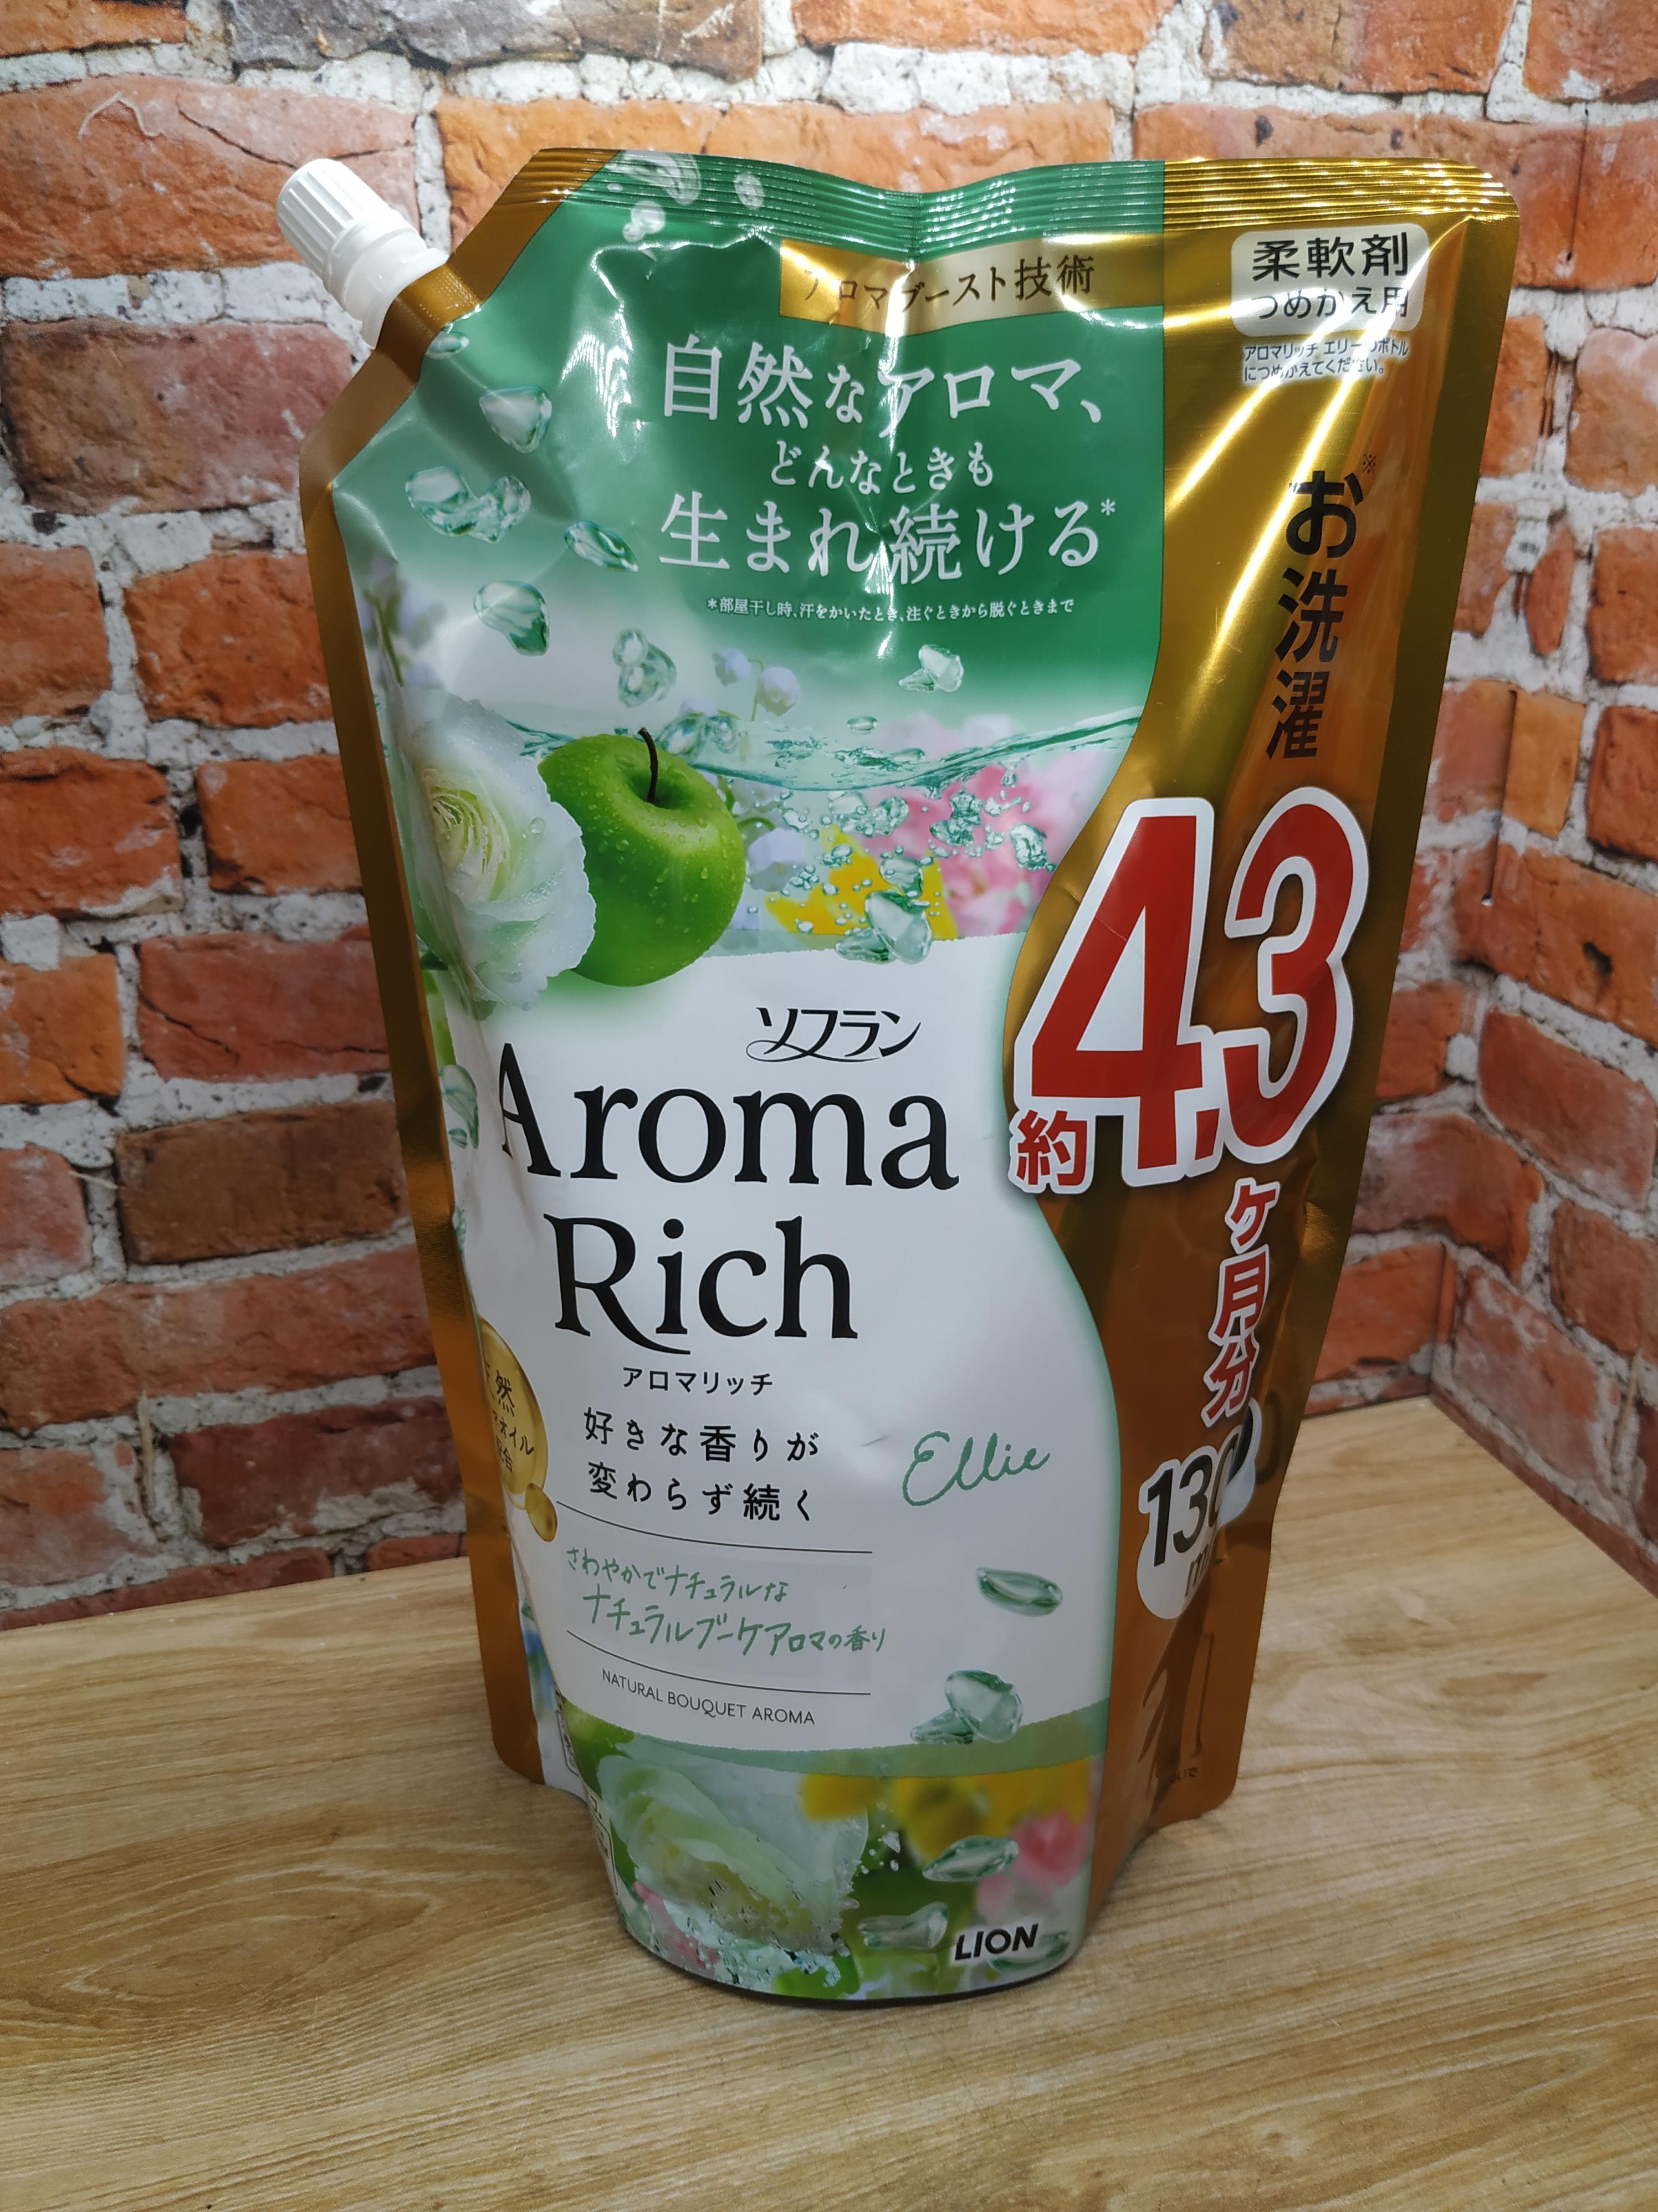 アロマブースト技術
柔軟剤
つめかえ用
アロマリッチ エリーのボトル
につめかえてください。
自然なアロマ、
どんなときも
生まれ続ける*
*部屋干し時、汗をかいたとき、注ぐときから脱ぐときまで
お洗濯※
約4.3
ケ月分
ソフラン
Aroma
Rich
アロマリッチ
好きな香りが
変わらず続く
Ellie
さわやかでナチュラルな
ナチュラルブーケアロマの香り
NATURAL BOUQUET AROMA
然
オイル
LION